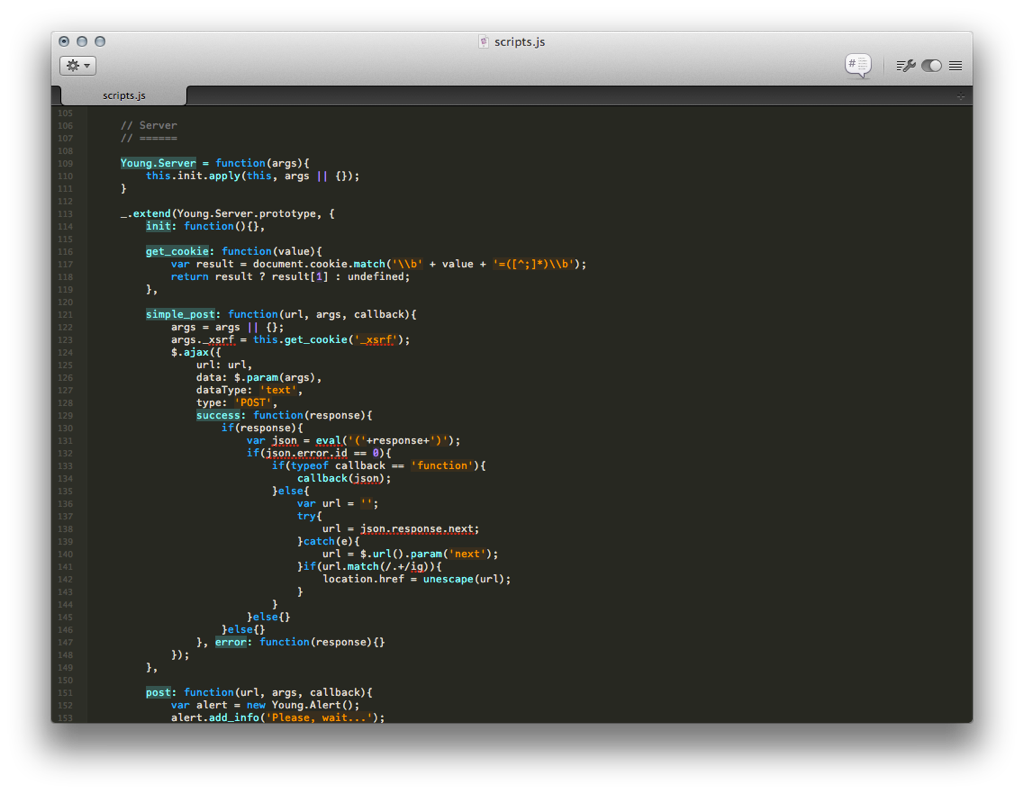 scripts.js
#
scripts.js
105
106 // Server
107 // ======
108
109 Young.Server = function(args){
110 this.init.apply(this, args || {});
111 }
112
113 _.extend(Young.Server.prototype, {
114 init: function(){},
115
116 get_cookie: function(value){
117 var result = document.cookie.match('\\b' + value + '=([^;]*)\\b');
118 return result ? result[1] : undefined;
119 },
120
121 simple_post: function(url, args, callback){
122 args = args || {};
123 args._xsrf = this.get_cookie('_xsrf');
124 $.ajax({
125 url: url,
126 data: $.param(args),
127 dataType: 'text',
128 type: 'POST',
129 success: function(response){
130 if(response){
131 var json = eval('('+response+')');
132 if(json.error.id == 0){
133 if(typeof callback == 'function'){
134 callback(json);
135 }else{
136 var url = '';
137 try{
138 url = json.response.next;
139 }catch(e){
140 url = $.url().param('next');
141 }if(url.match(/.+/ig)){
142 location.href = unescape(url);
143 }
144 }
145 }else{}
146 }else{}
147 }, error: function(response){}
148 });
149 },
150
151 post: function(url, args, callback){
152 var alert = new Young.Alert();
153 alert.add_info('Please, wait...');